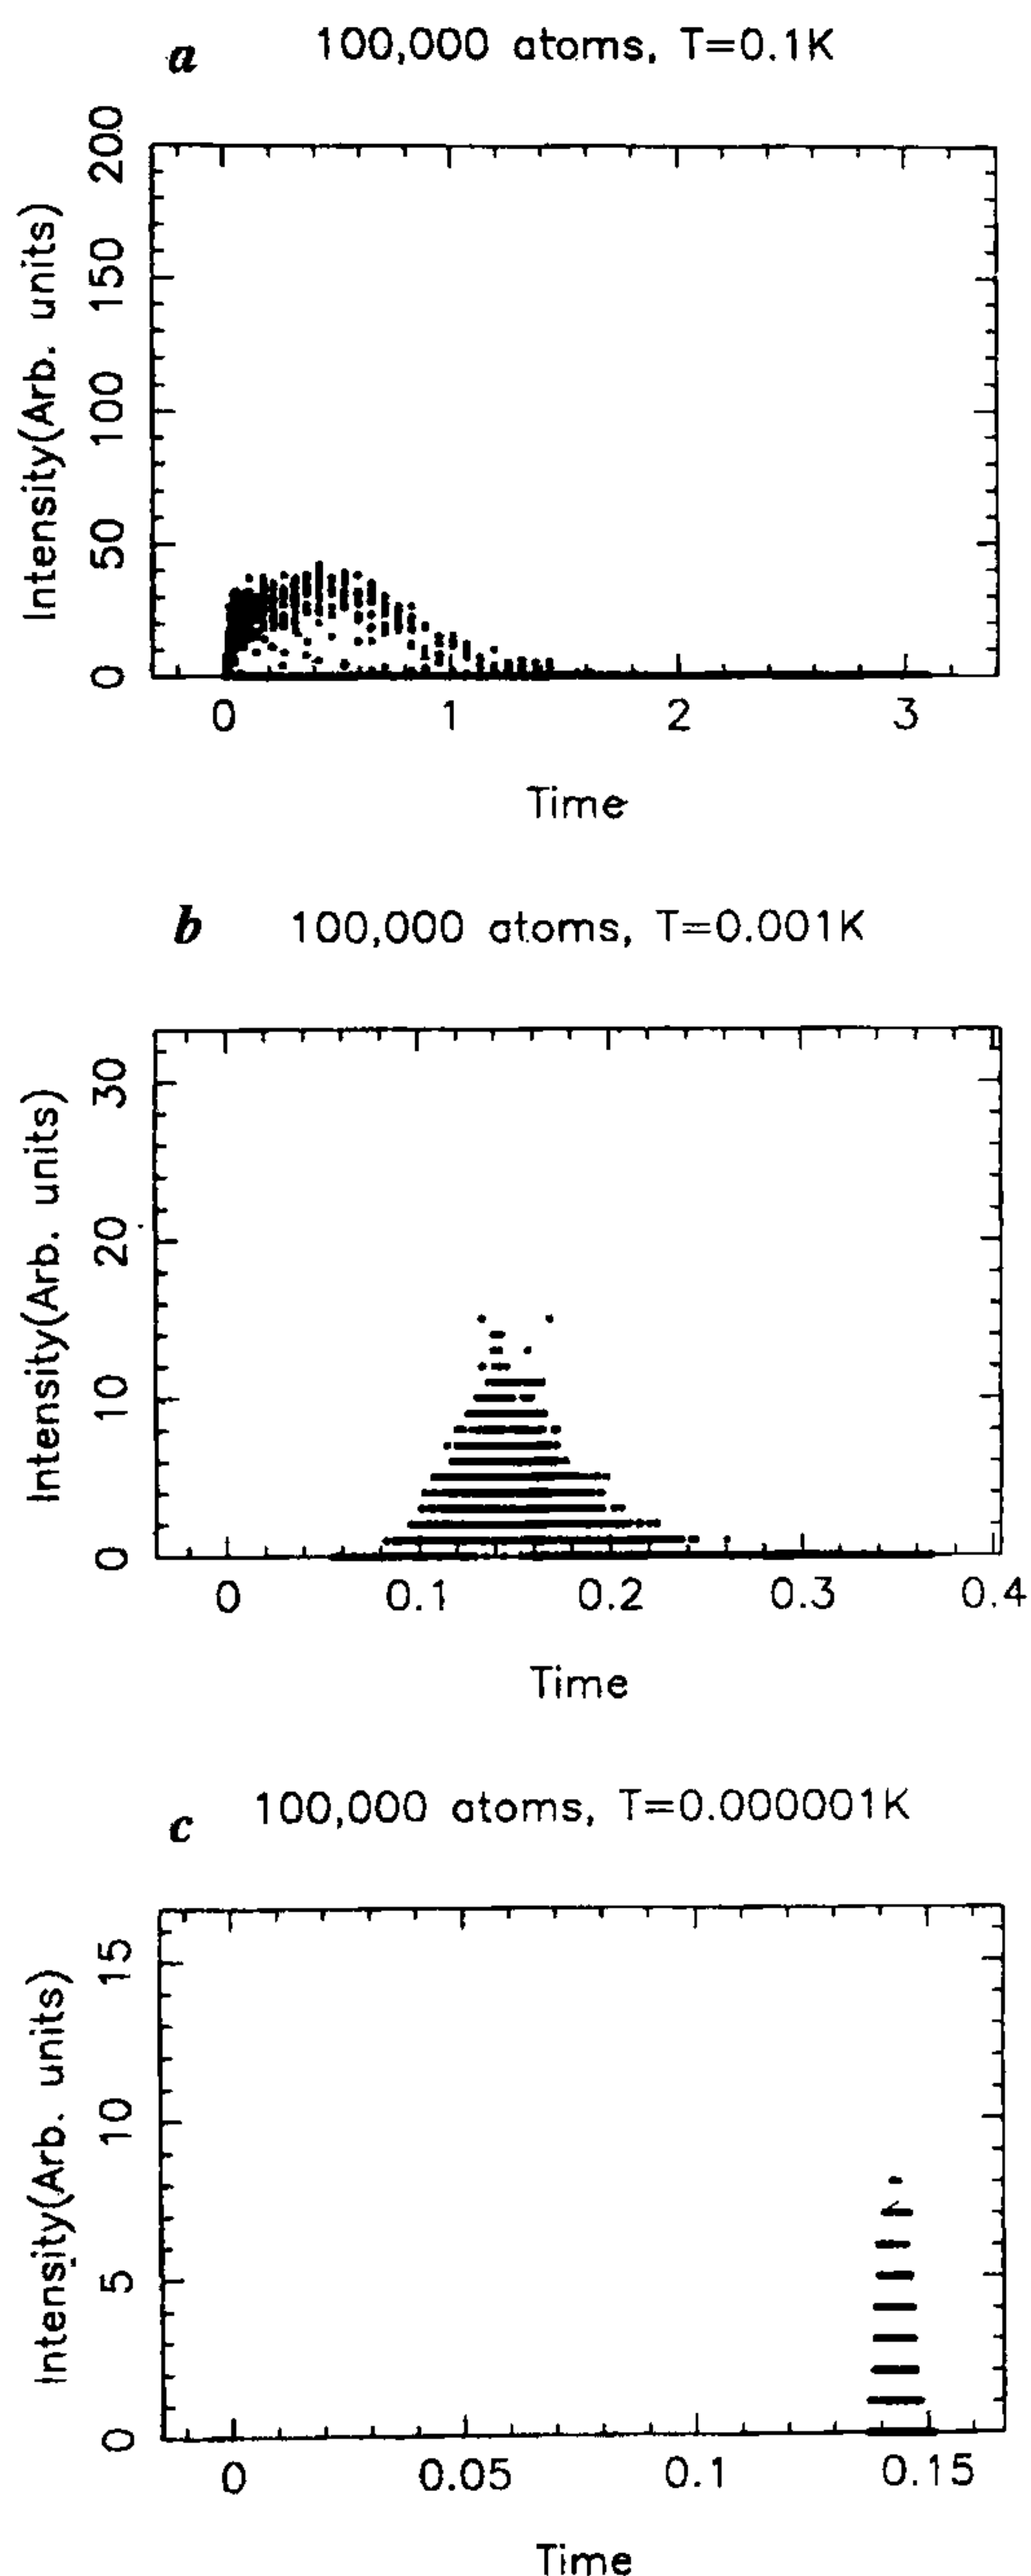 a 100,000 atoms, T=0.1K
200
150
100
50
0
Intensity(Arb. units)
0 1 2 3
Time
b 100,000 atoms, T=0.001K
30
20
10
0
Intensity(Arb. units)
0 0.1 0.2 0.3 0.4
Time
c 100,000 atoms, T=0.000001K
15
10
5
0
Intensity(Arb. units)
0 0.05 0.1 0.15
Time